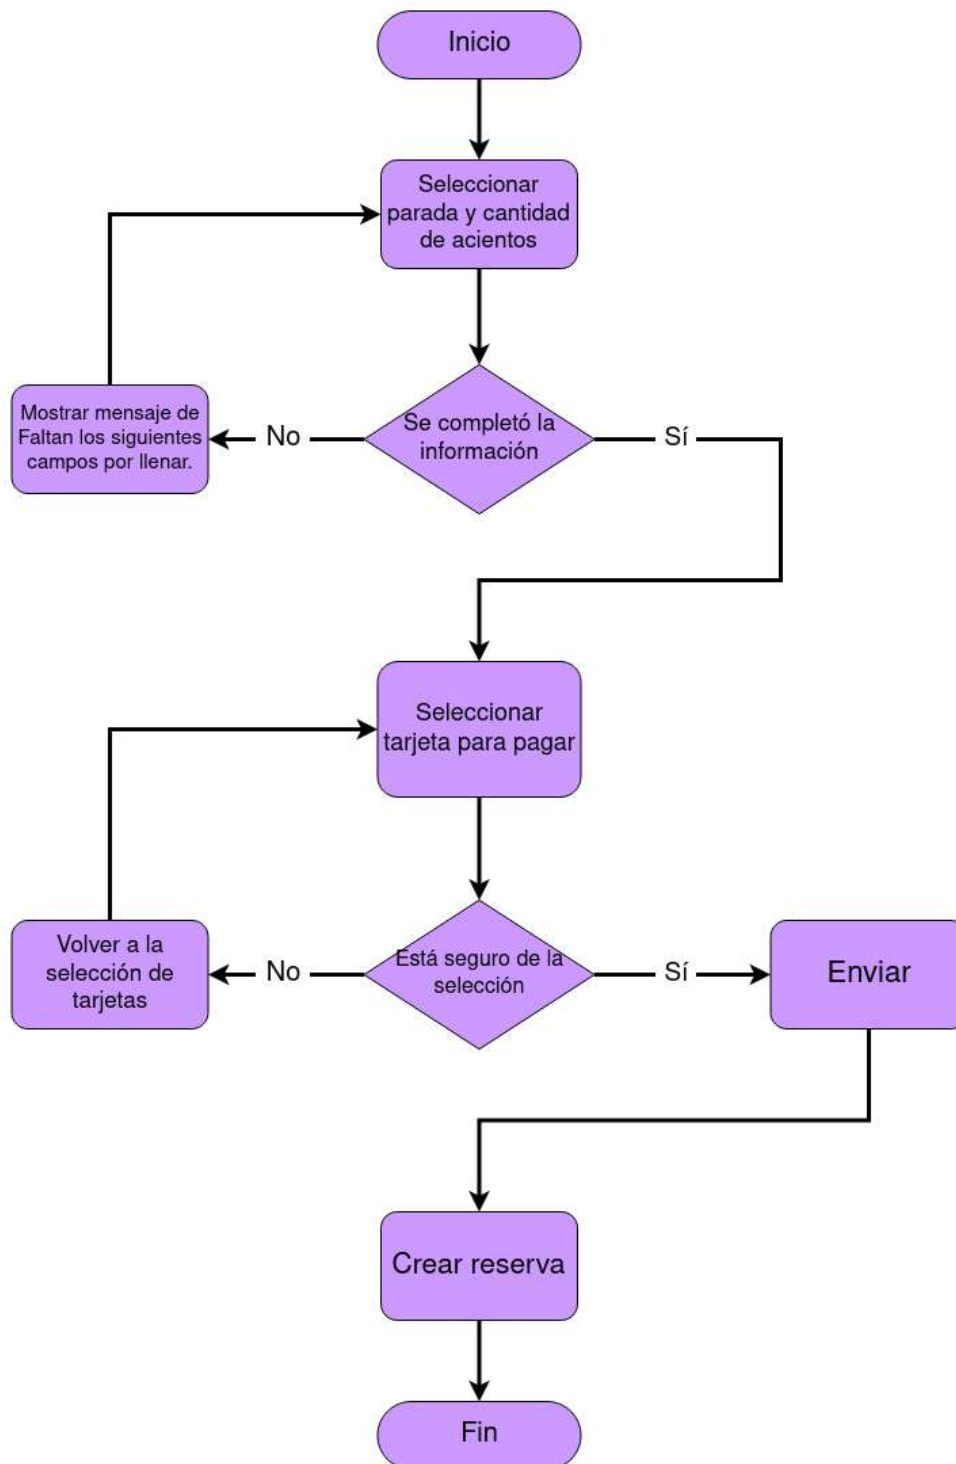 Inicio
Seleccionar
parada y cantidad
de acientos
Mostrar mensaje de
Faltan los siguientes
campos por llenar.
No
Se completó la
información
Sí
Seleccionar
tarjeta para pagar
Volver a la
selección de
tarjetas
No
Está seguro de la
selección
Sí
Enviar
Crear reserva
Fin